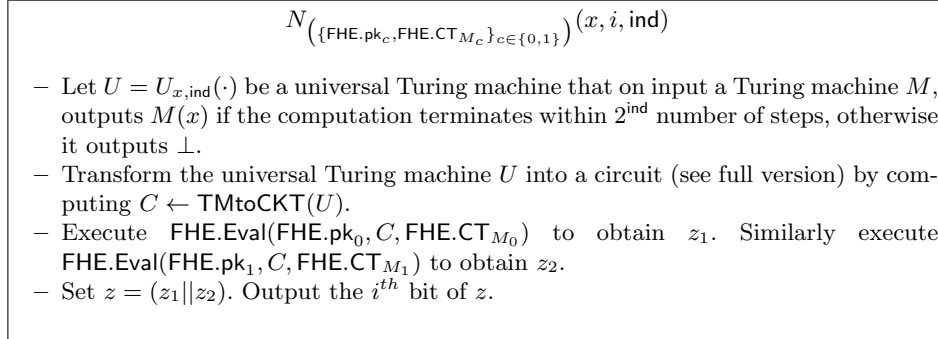 N_{({FHE.pk_c, FHE.CT_{M_c}}_{c∈{0,1}})}(x, i, ind)
– Let U = U_{x,ind}(·) be a universal Turing machine that on input a Turing machine M,
outputs M(x) if the computation terminates within 2^{ind} number of steps, otherwise
it outputs ⊥.
– Transform the universal Turing machine U into a circuit (see full version) by com-
puting C ← TMtoCKT(U).
– Execute FHE.Eval(FHE.pk_0, C, FHE.CT_{M_0}) to obtain z_1. Similarly execute
FHE.Eval(FHE.pk_1, C, FHE.CT_{M_1}) to obtain z_2.
– Set z = (z_1||z_2). Output the i^{th} bit of z.